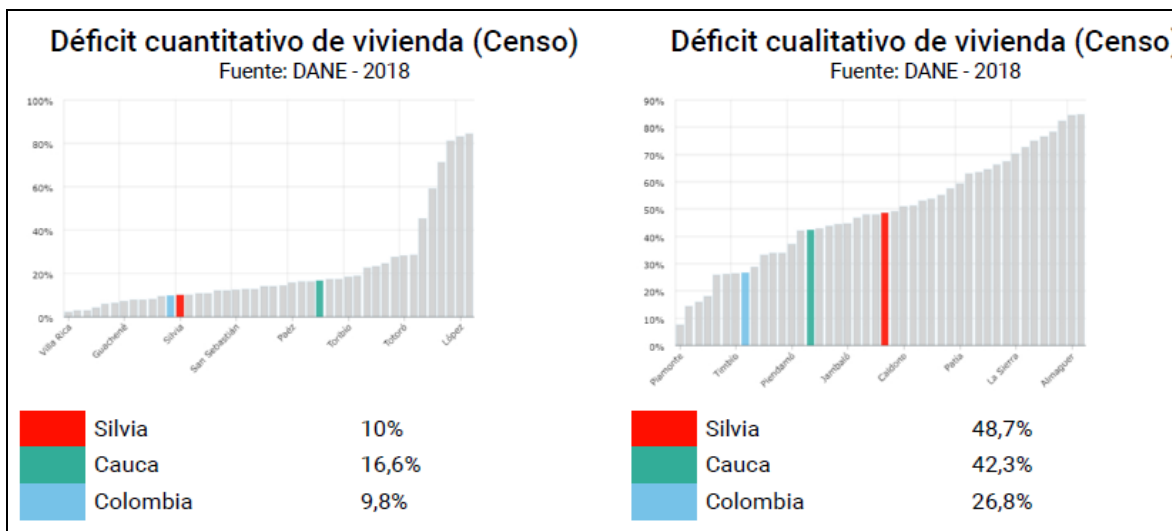 Déficit cuantitativo de vivienda (Censo)
Fuente: DANE - 2018
100%
80%
60%
40%
20%
0%
Villa Rica
Guachené
Silvia
San Sebastián
Paéz
Toribio
Totoró
López
Silvia 10%
Cauca 16,6%
Colombia 9,8%
Déficit cualitativo de vivienda (Censo)
Fuente: DANE - 2018
90%
80%
70%
60%
50%
40%
30%
20%
10%
0%
Piamonte
Timbío
Piendamó
Jambaló
Caldono
Patía
La Sierra
Almaguer
Silvia 48,7%
Cauca 42,3%
Colombia 26,8%